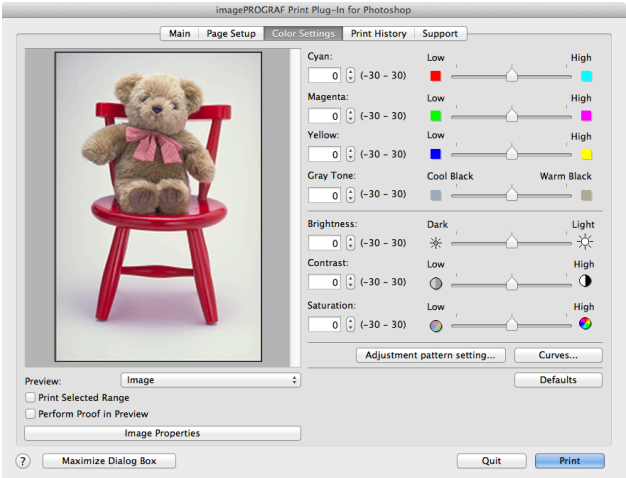 imagePROGRAF Print Plug-In for Photoshop
Main Page Setup Color Settings Print History Support
Cyan: Low High
0 (-30 - 30)
Magenta: Low High
0 (-30 - 30)
Yellow: Low High
0 (-30 - 30)
Gray Tone: Cool Black Warm Black
0 (-30 - 30)
Brightness: Dark Light
0 (-30 - 30)
Contrast: Low High
0 (-30 - 30)
Saturation: Low High
0 (-30 - 30)
Adjustment pattern setting... Curves...
Defaults
Preview: Image
Print Selected Range
Perform Proof in Preview
Image Properties
? Maximize Dialog Box Quit Print